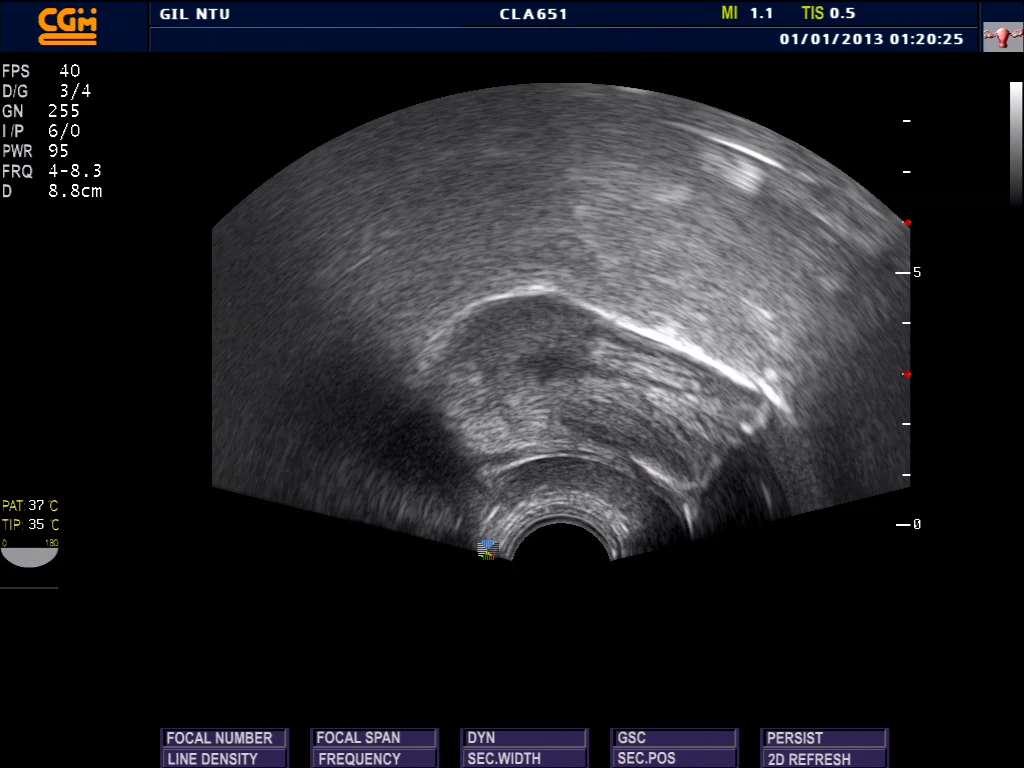 CGM
GIL NTU CLA651 MI 1.1 TIS 0.5
01/01/2013 01:20:25
FPS 40
D/G 3/4
GN 255
I/P 6/0
PWR 95
FRQ 4-8.3
D 8.8cm
5
PAT: 37 °C
TIP: 35 °C
0 180
0
FOCAL NUMBER FOCAL SPAN DYN GSC PERSIST
LINE DENSITY FREQUENCY SEC.WIDTH SEC.POS 2D REFRESH